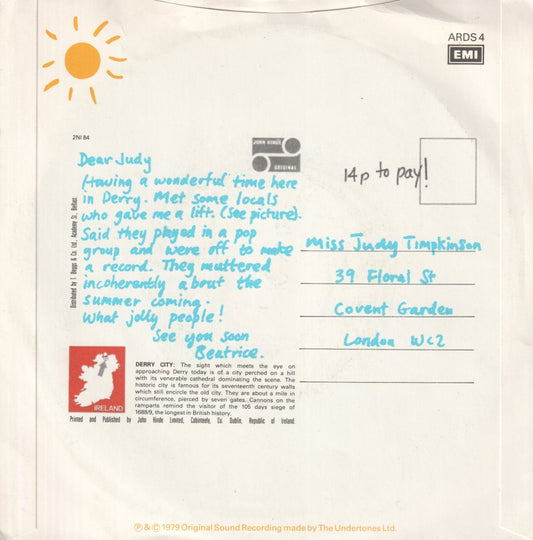 ARDS 4
EMI
2NI 84
JOHN HINDE
ORIGINAL
14p to pay!
Dear Judy
Having a wonderful time here
in Derry. Met some locals
who gave me a lift. (See picture).
Said they played in a pop
group and were off to make
a record. They muttered
incoherently about the
summer coming.
What jolly people!
See you soon
Beatrice.
Distributed by T. Beggs & Co. Ltd., Academy St., Belfast.
Miss Judy Timpkinson
39 Floral St
Covent Garden
London WC2
IRELAND
DERRY CITY: The sight which meets the eye on
approaching Derry today is of a city perched on a hill
with its venerable cathedral dominating the scene. The
historic city is famous for its seventeenth century walls
which still encircle the old city. They are about a mile in
circumference, pierced by seven gates. Cannons on the
ramparts remind the visitor of the 105 days siege of
1688/9, the longest in British history.
Printed and Published by John Hinde Limited, Cabinteely, Co. Dublin, Republic of Ireland.
℗ & © 1979 Original Sound Recording made by The Undertones Ltd.